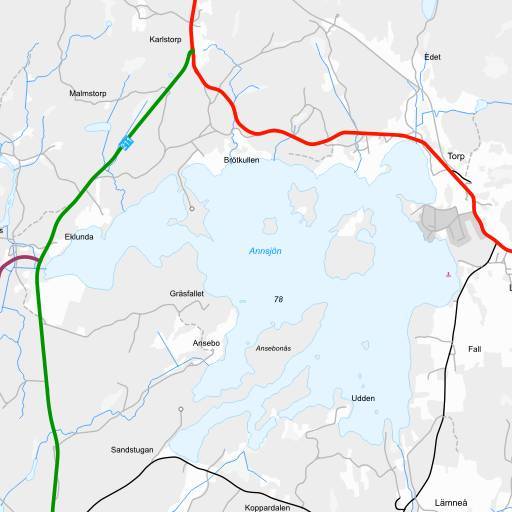 Karlstorp
Edet
Malmstorp
Torp
Brötkullen
Eklunda
Annsjön
Gräsfallet
78
Ansebo
Ansebonäs
Fall
Udden
Sandstugan
Lämneå
Koppardalen